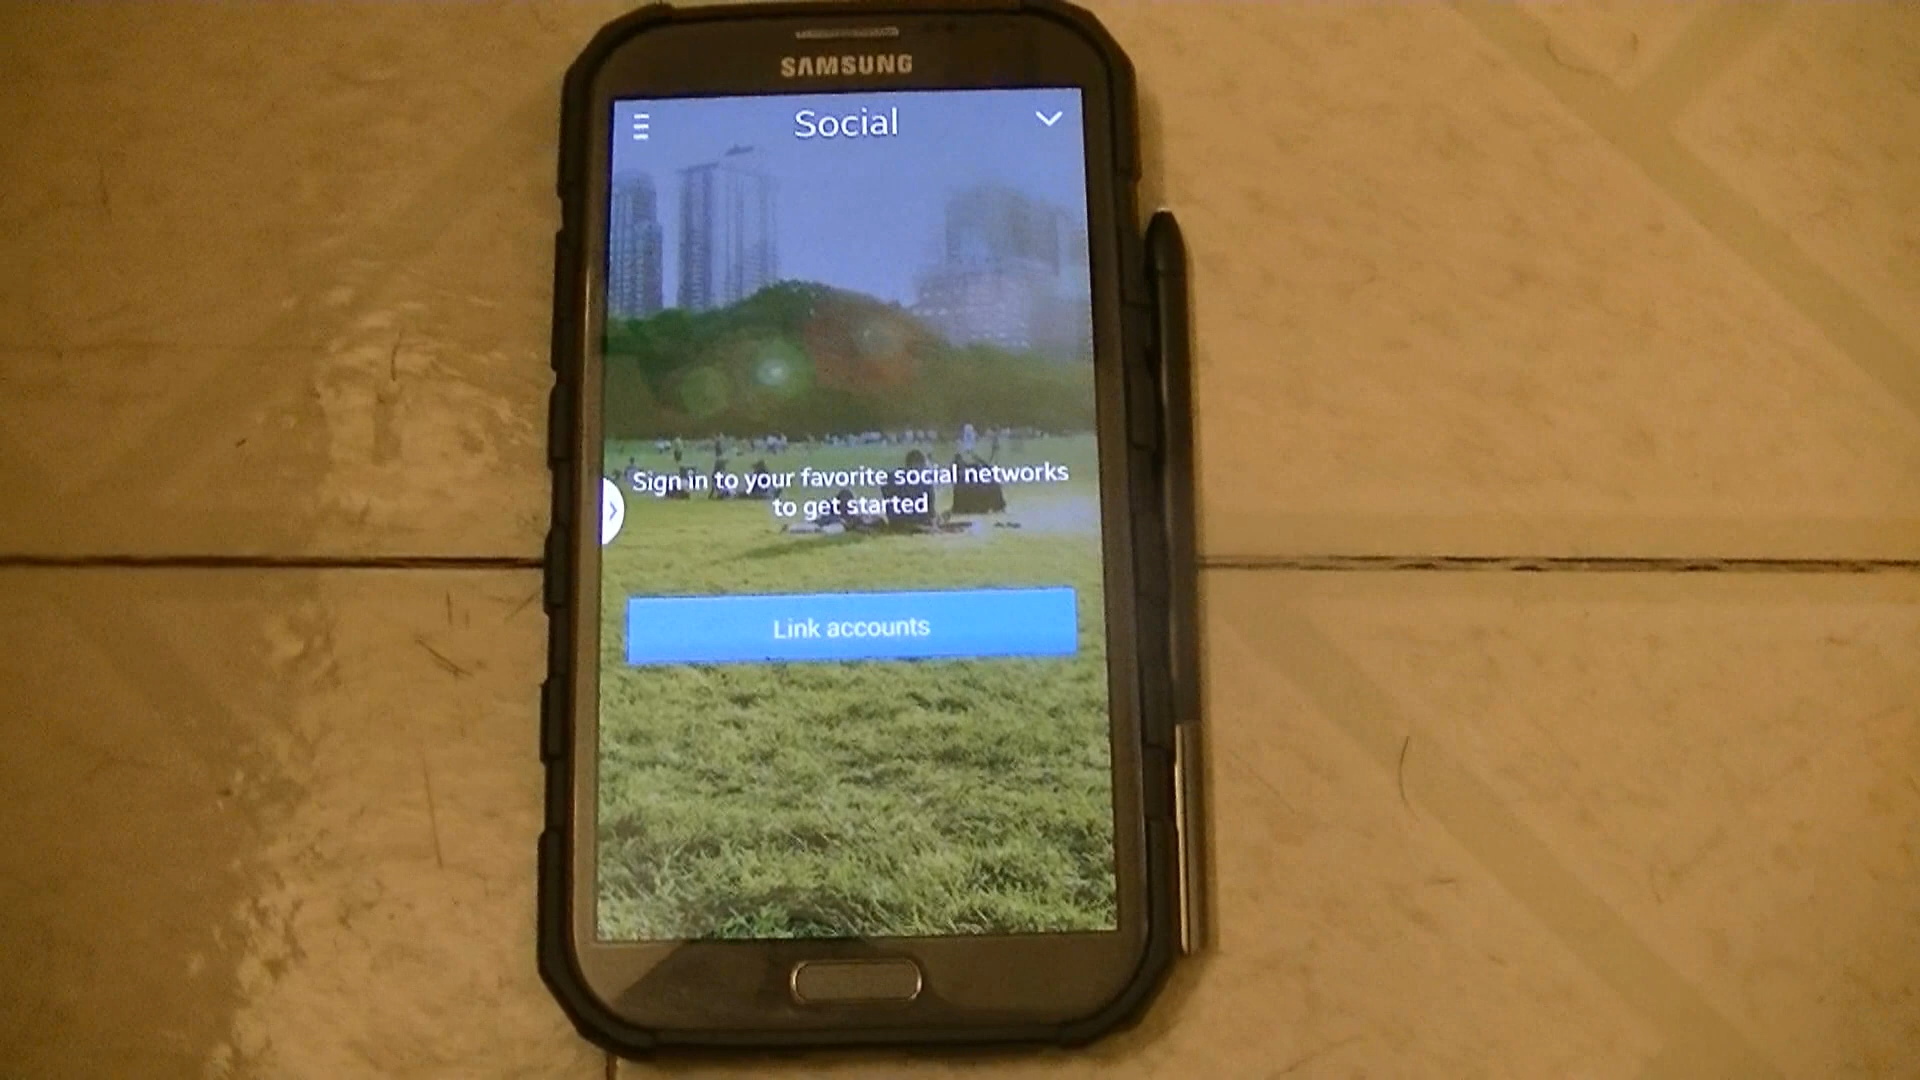 SAMSUNG
Social
Sign in to your favorite social networks
to get started
Link accounts